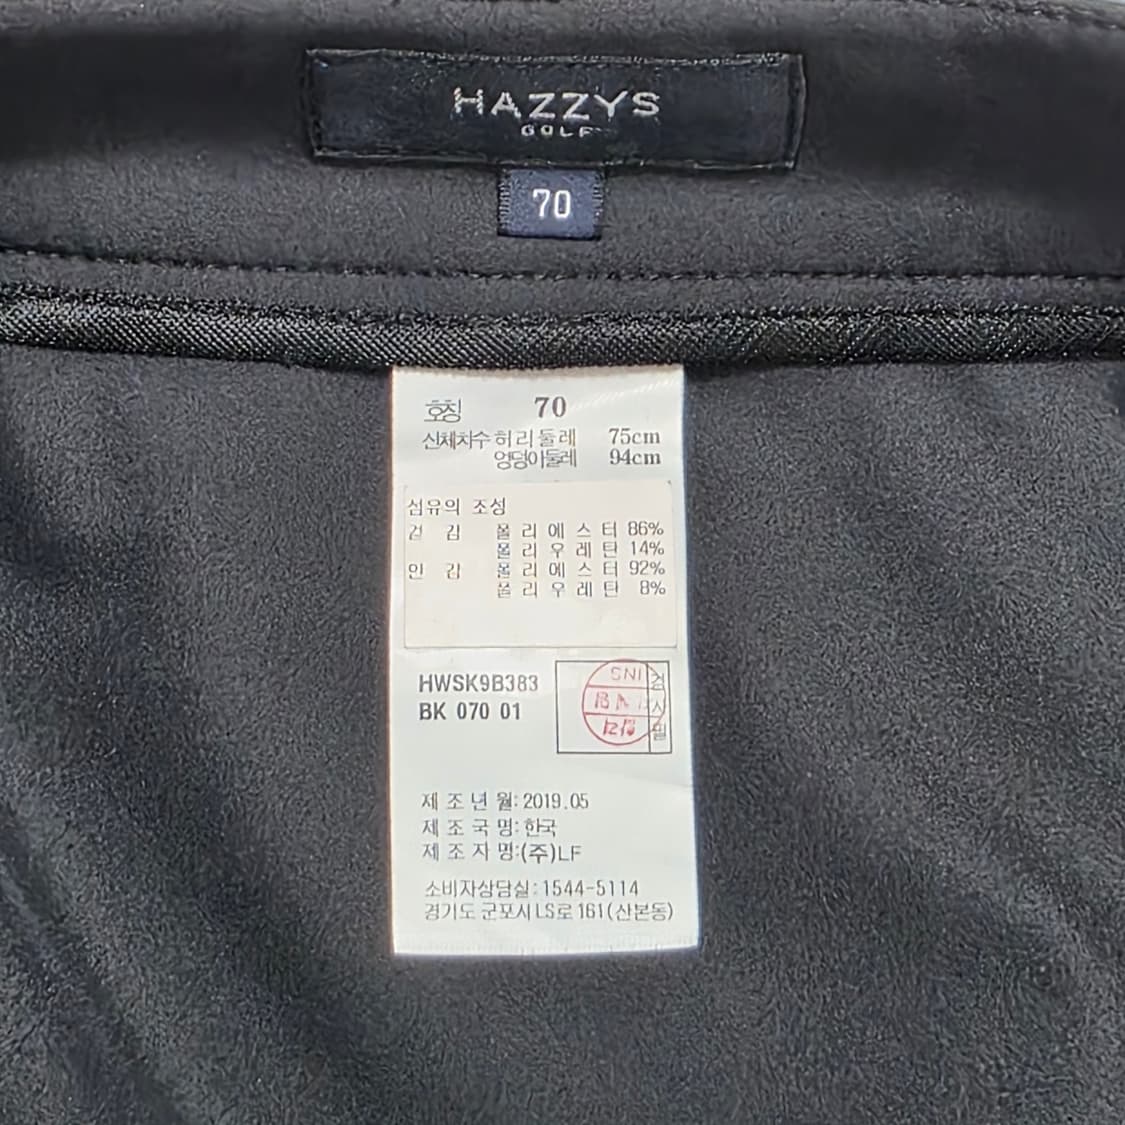 HAZZYS
GOLF
70
호칭 70
신체치수 허리둘레 75cm
엉덩이둘레 94cm
섬유의 조성
겉 감 폴 리 에 스 터 86%
폴 리 우 레 탄 14%
안 감 폴 리 에 스 터 92%
폴 리 우 레 탄 8%
HWSK9B383
BK 070 01
제 조 년 월: 2019.05
제 조 국 명: 한국
제 조 자 명:(주)LF
소비자상담실: 1544-5114
경기도 군포시 LS로 161(산본동)